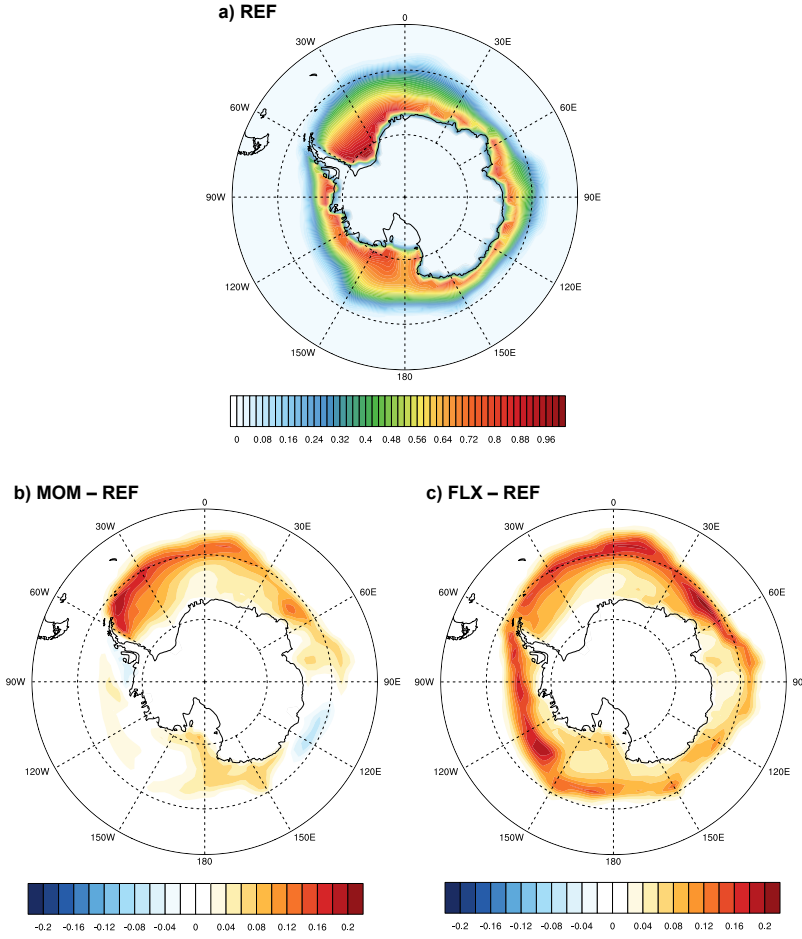 a) REF
0
30W 30E
60W 60E
90W 90E
120W 120E
150W 150E
180
0 0.08 0.16 0.24 0.32 0.4 0.48 0.56 0.64 0.72 0.8 0.88 0.96
b) MOM – REF
0
30W 30E
60W 60E
90W 90E
120W 120E
150W 150E
180
-0.2 -0.16 -0.12 -0.08 -0.04 0 0.04 0.08 0.12 0.16 0.2
c) FLX – REF
0
30W 30E
60W 60E
90W 90
120W 120E
150W 150E
180
-0.2 -0.16 -0.12 -0.08 -0.04 0 0.04 0.08 0.12 0.16 0.2